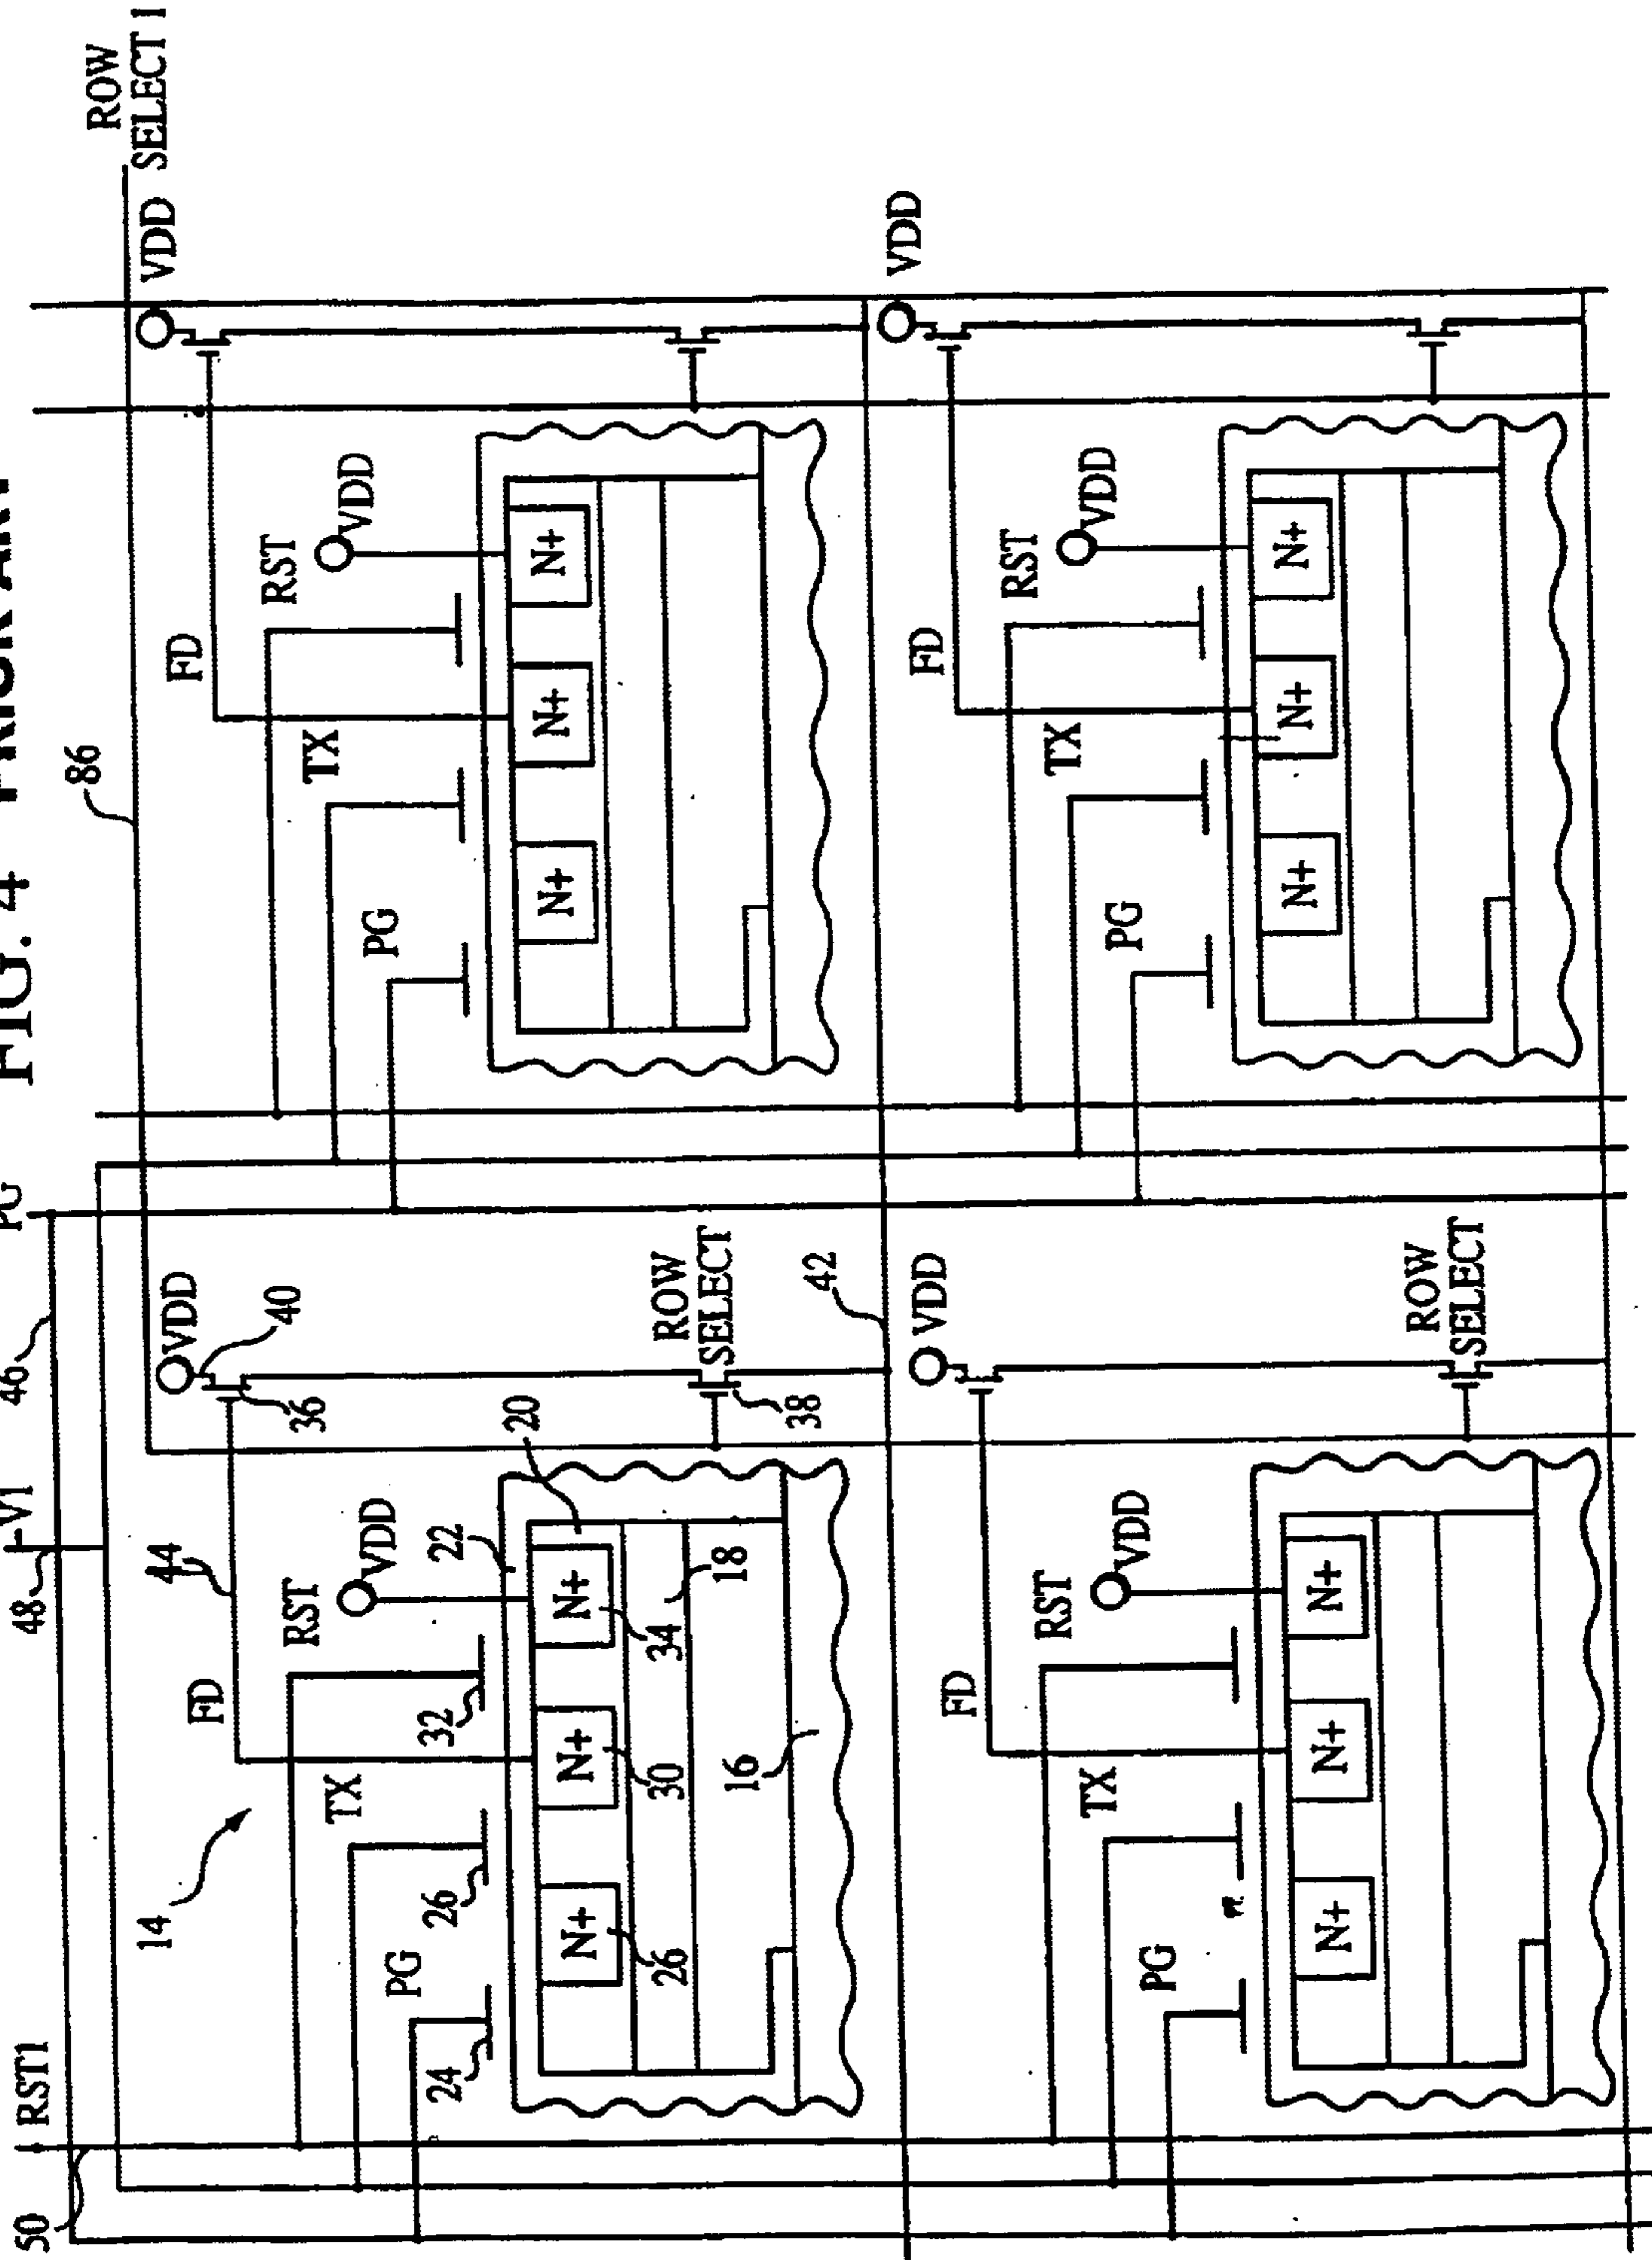 FIG. 4 PRIOR ART
50
RST1
48
V1
46
PG
86
ROW
SELECT 1
14
FD
44
VDD
40
36
RST
VDD
TX
PG
24
26
32
22
20
N+
N+
N+
26
30
34
18
16
ROW
SELECT
38
42
FD
VDD
RST
VDD
TX
PG
N+
N+
N+
FD
VDD
RST
VDD
TX
PG
N+
N+
N+
ROW
SELECT
FD
VDD
RST
VDD
TX
PG
N+
N+
N+